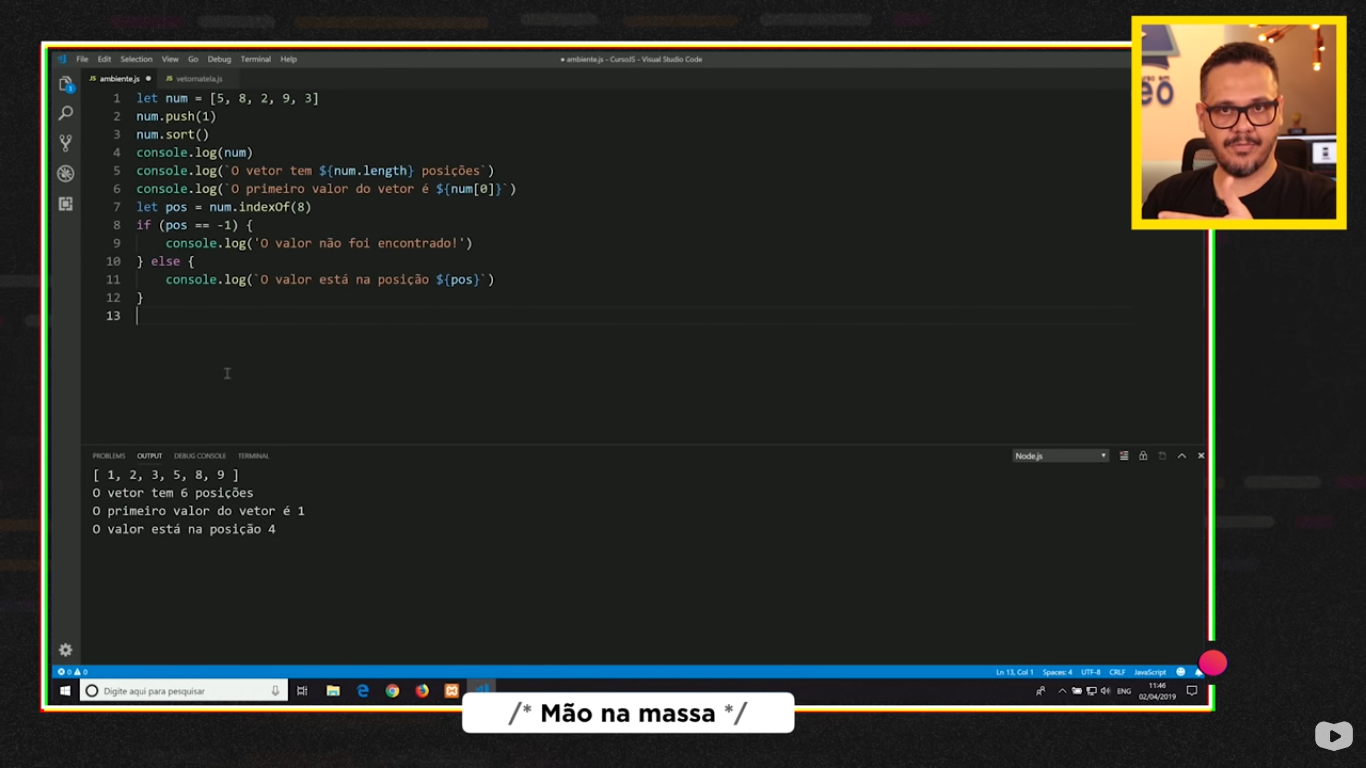 File Edit Selection View Go Debug Terminal Help
● ambiente.js - CursoJS - Visual Studio Code
JS ambiente.js ●
JS vetornatela.js
1 let num = [5, 8, 2, 9, 3]
2 num.push(1)
3 num.sort()
4 console.log(num)
5 console.log(`O vetor tem ${num.length} posições`)
6 console.log(`O primeiro valor do vetor é ${num[0]}`)
7 let pos = num.indexOf(8)
8 if (pos == -1) {
9     console.log('O valor não foi encontrado!')
10 } else {
11     console.log(`O valor está na posição ${pos}`)
12 }
13
PROBLEMS OUTPUT DEBUG CONSOLE TERMINAL
Node.js
[ 1, 2, 3, 5, 8, 9 ]
O vetor tem 6 posições
O primeiro valor do vetor é 1
O valor está na posição 4
0 0
Ln 13, Col 1 Spaces: 4 UTF-8 CRLF JavaScript
Digite aqui para pesquisar
ENG
11:46
02/04/2019
/* Mão na massa */